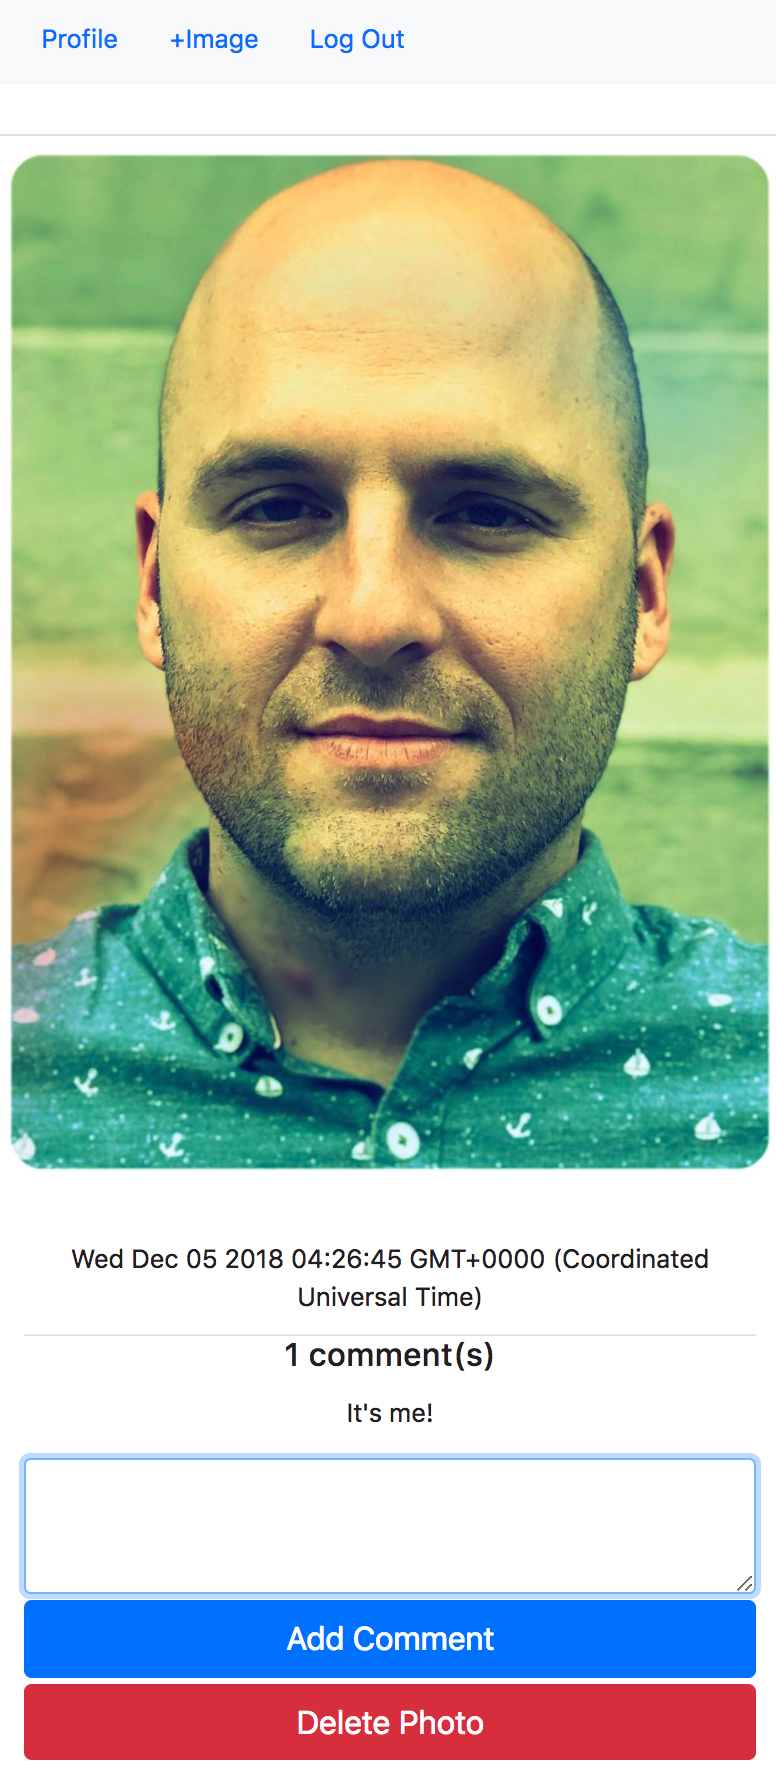 Profile +Image Log Out
Wed Dec 05 2018 04:26:45 GMT+0000 (Coordinated
Universal Time)
1 comment(s)
It's me!
Add Comment
Delete Photo